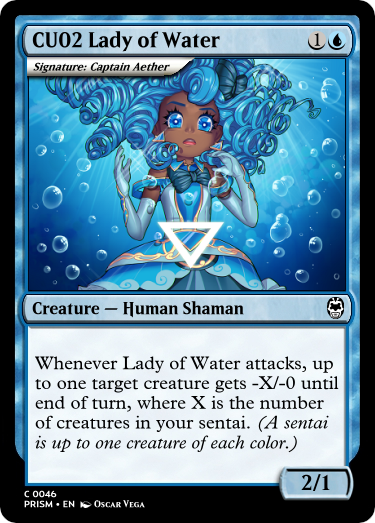 CU02 Lady of Water 1
Signature: Captain Aether
Creature — Human Shaman
Whenever Lady of Water attacks, up
to one target creature gets -X/-0 until
end of turn, where X is the number
of creatures in your sentai. (A sentai
is up to one creature of each color.)
2/1
C 0046
PRISM • EN Oscar Vega